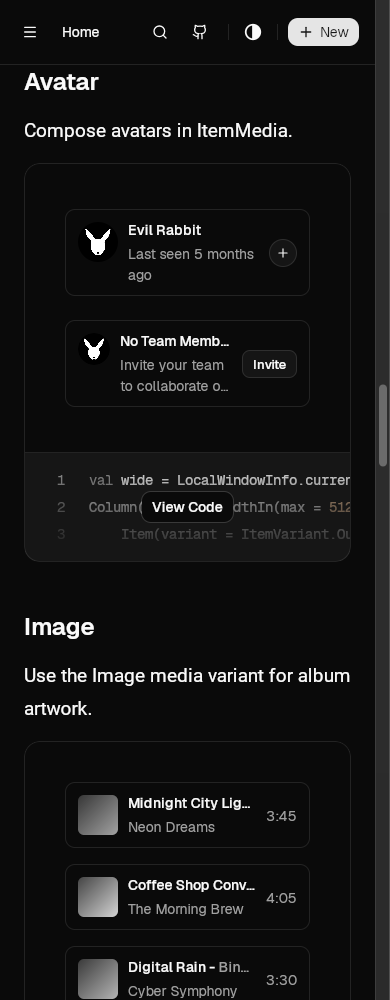 Home
New
Avatar
Compose avatars in ItemMedia.
Evil Rabbit
Last seen 5 months
ago
No Team Memb...
Invite your team
to collaborate o...
Invite
1 val wide = LocalWindowInfo.curren
2 Column( dthIn(max = 512
View Code
3 Item(variant = ItemVariant.Ou
Image
Use the Image media variant for album
artwork.
Midnight City Lig...
Neon Dreams
3:45
Coffee Shop Conv...
The Morning Brew
4:05
Digital Rain - Bin...
Cyber Symphony
3:30